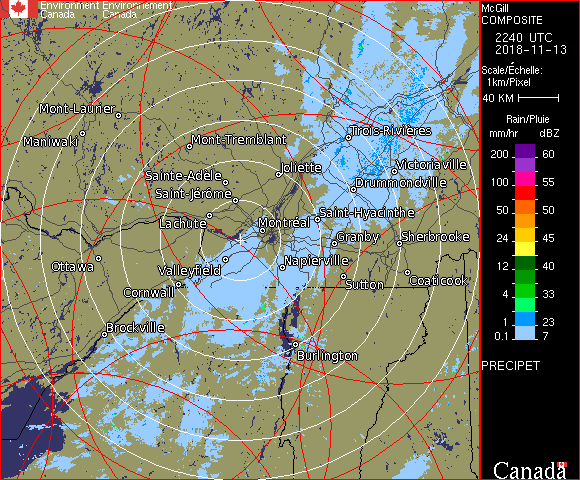 Environment Environnement
Canada Canada
McGill
COMPOSITE
2240 UTC
2018-11-13
Scale/Échelle:
1km/Pixel
40 KM
Rain/Pluie
mm/hr dBZ
200 60
150 55
100 55
50 50
24 45
12 40
4 33
1 23
0.1 7
PRECIPET
Canada
Mont-Laurier
Maniwaki
Mont-Tremblant
Trois-Rivières
Joliette
Victoriaville
Sainte-Adèle
Drummondville
Saint-Jérôme
Saint-Hyacinthe
Lachute
Montréal
Granby
Sherbrooke
Ottawa
Valleyfield
Napierville
Cornwall
Sutton
Coaticook
Brockville
Burlington